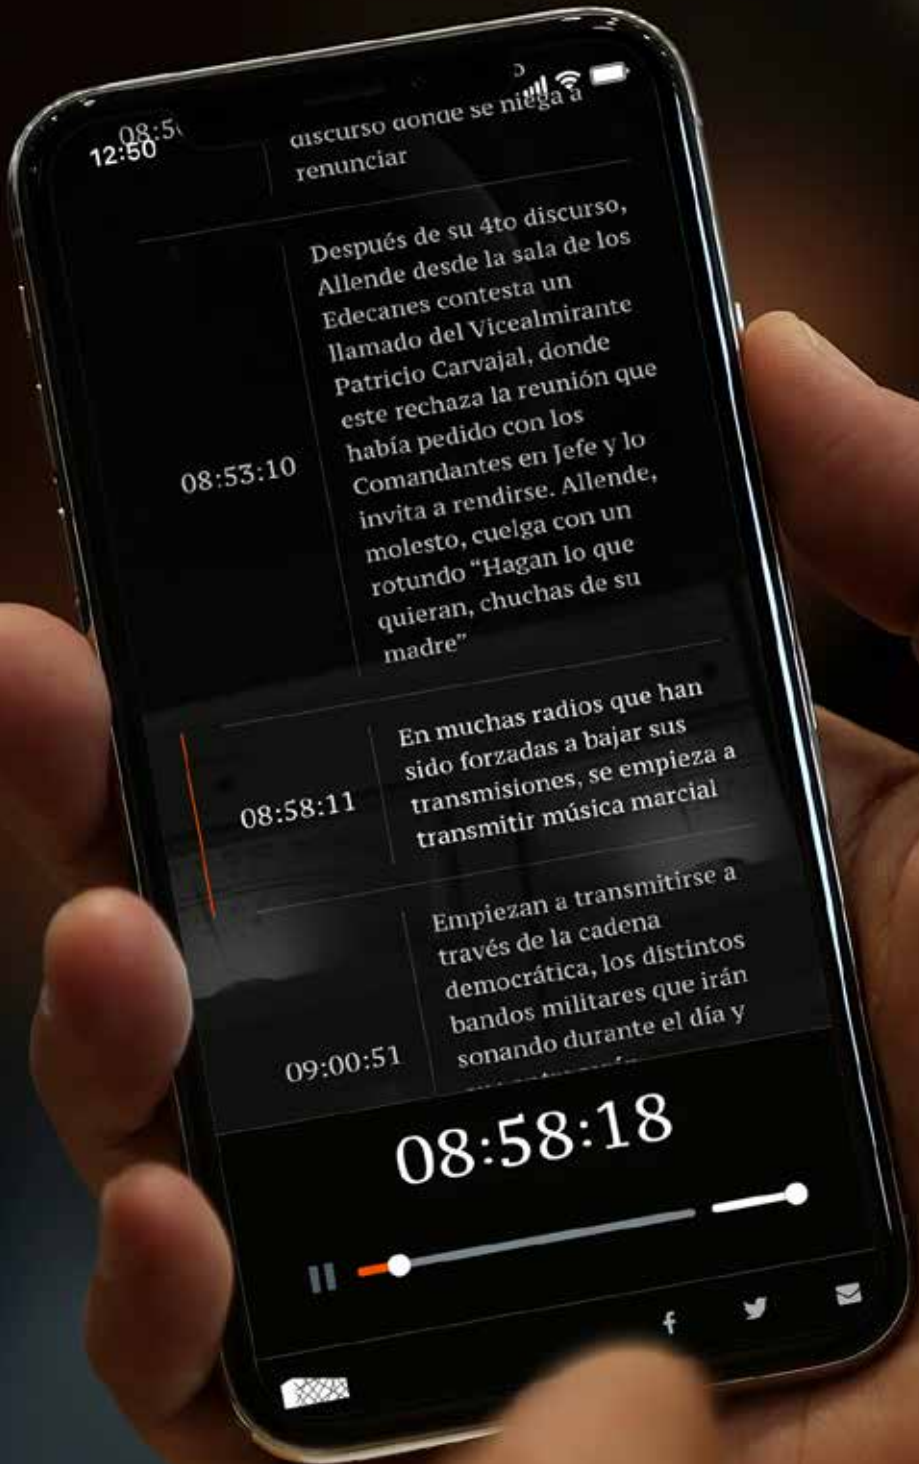 12:50
discurso donde se niega a
renunciar
08:53:10
Después de su 4to discurso,
Allende desde la sala de los
Edecanes contesta un
llamado del Vicealmirante
Patricio Carvajal, donde
este rechaza la reunión que
había pedido con los
Comandantes en Jefe y lo
invita a rendirse. Allende,
molesto, cuelga con un
rotundo “Hagan lo que
quieran, chuchas de su
madre”
08:58:11
En muchas radios que han
sido forzadas a bajar sus
transmisiones, se empieza a
transmitir música marcial
09:00:51
Empiezan a transmitirse a
través de la cadena
democrática, los distintos
bandos militares que irán
sonando durante el día y
08:58:18